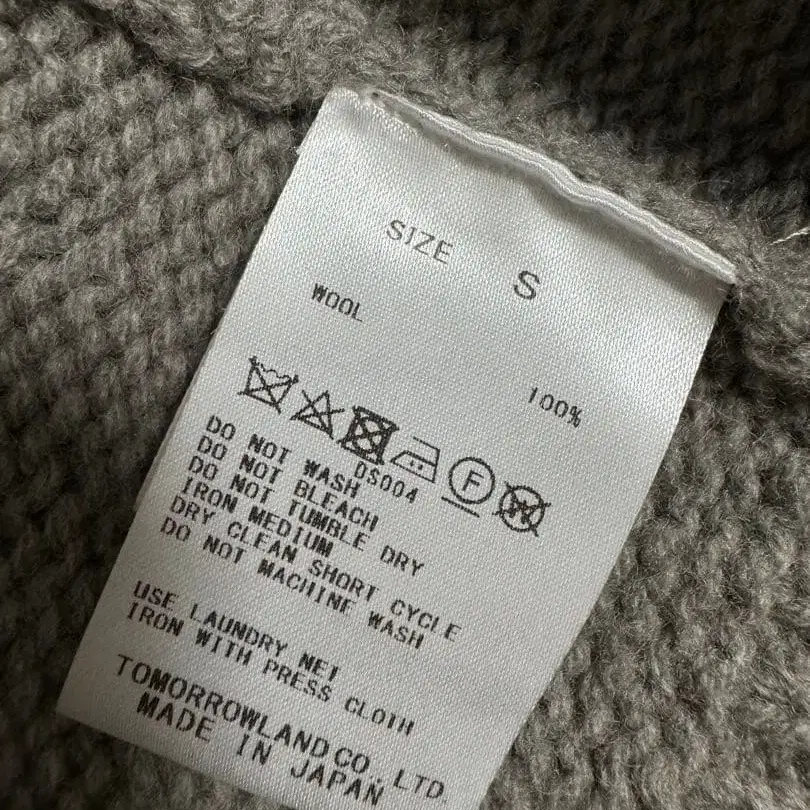 SIZE S
WOOL
100%
DS004
DO NOT WASH
DO NOT BLEACH
DO NOT TUMBLE DRY
IRON MEDIUM
DRY CLEAN SHORT CYCLE
DO NOT MACHINE WASH
USE LAUNDRY NET
IRON WITH PRESS CLOTH
TOMORROWLAND CO., LTD.
MADE IN JAPAN